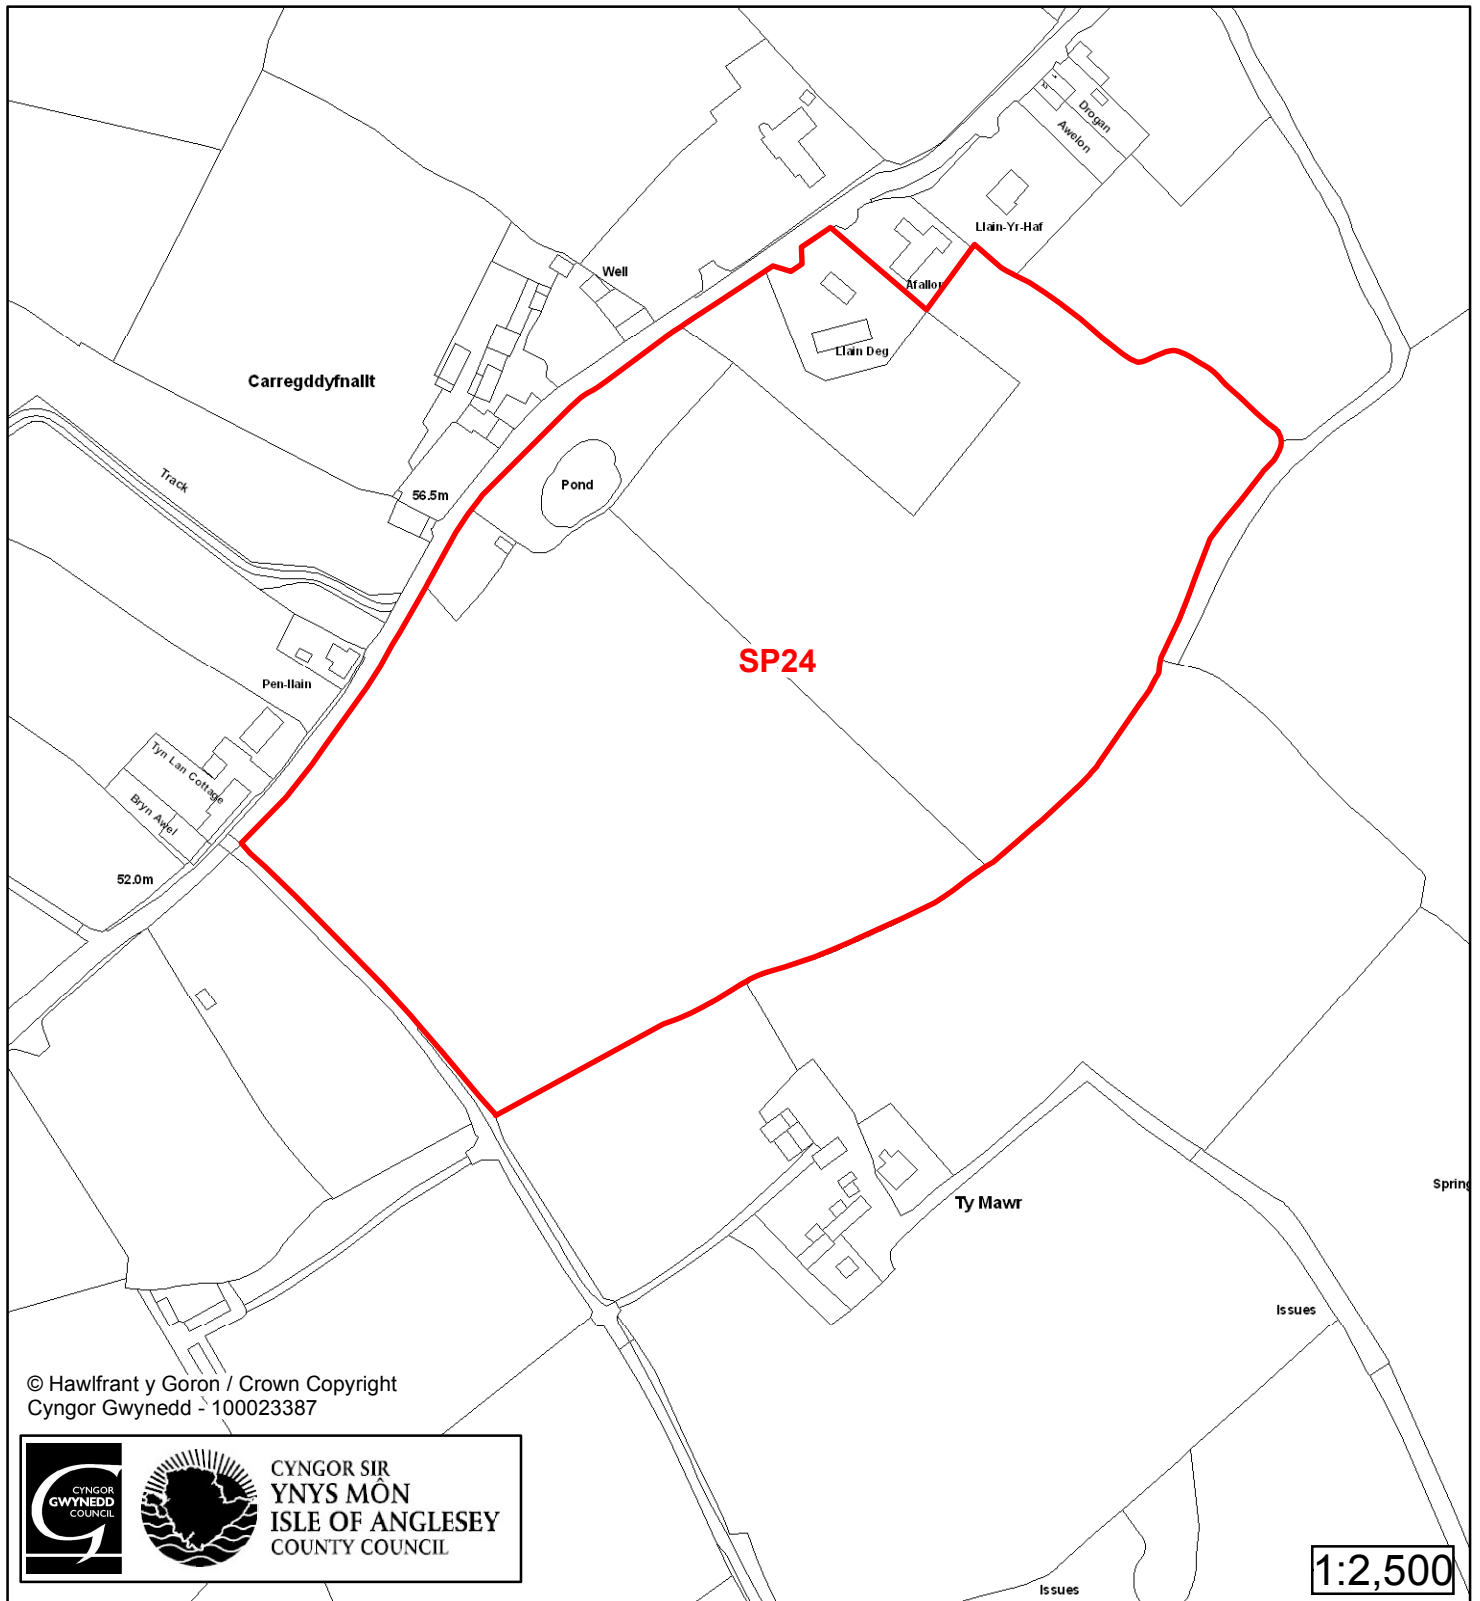 Drogan
Awelon
Llain-Yr-Haf
Well
Afallon
Llain Deg
Carregddyfnallt
Track
56.5m
Pond
SP24
Pen-llain
Tyn Lan Cottage
Bryn Awel
52.0m
Ty Mawr
Spring
Issues
Issues
© Hawlfrant y Goron / Crown Copyright
Cyngor Gwynedd - 100023387
CYNGOR
GWYNEDD
COUNCIL
CYNGOR SIR
YNYS MÔN
ISLE OF ANGLESEY
COUNTY COUNCIL
1:2,500